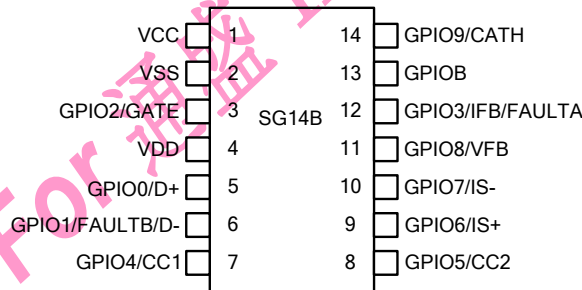 VCC 1 14 GPIO9/CATH
VSS 2 13 GPIOB
GPIO2/GATE 3 SG14B 12 GPIO3/IFB/FAULTA
VDD 4 11 GPIO8/VFB
GPIO0/D+ 5 10 GPIO7/IS-
GPIO1/FAULTB/D- 6 9 GPIO6/IS+
GPIO4/CC1 7 8 GPIO5/CC2
For 通盛